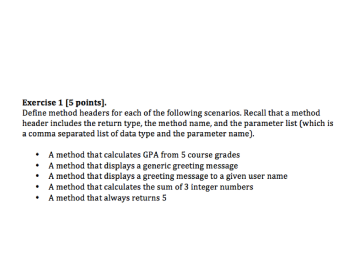 Exercise 1 [5 points].
Define method headers for each of the following scenarios. Recall that a method
header includes the return type, the method name, and the parameter list (which is
a comma separated list of data type and the parameter name).
• A method that calculates GPA from 5 course grades
• A method that displays a generic greeting message
• A method that displays a greeting message to a given user name
• A method that calculates the sum of 3 integer numbers
• A method that always returns 5